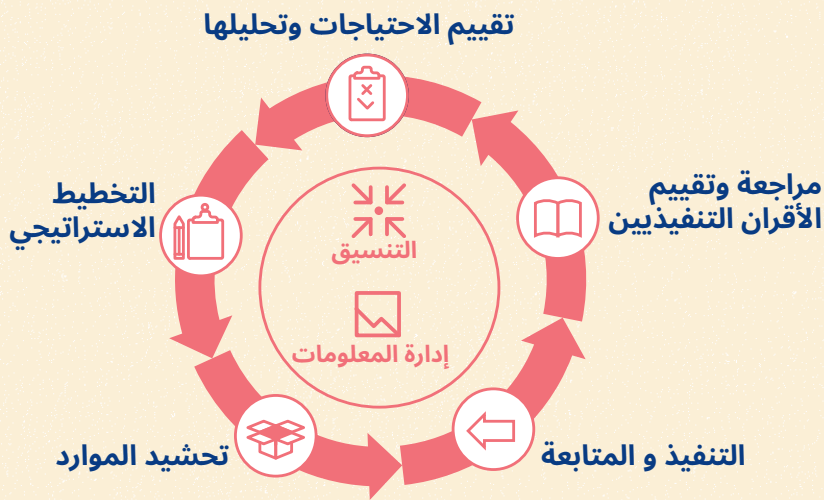 تقييم الاحتياجات وتحليلها
مراجعة وتقييم
الأقران التنفيذيين
التخطيط
الاستراتيجي
التنسيق
إدارة المعلومات
التنفيذ و المتابعة
تحشيد الموارد